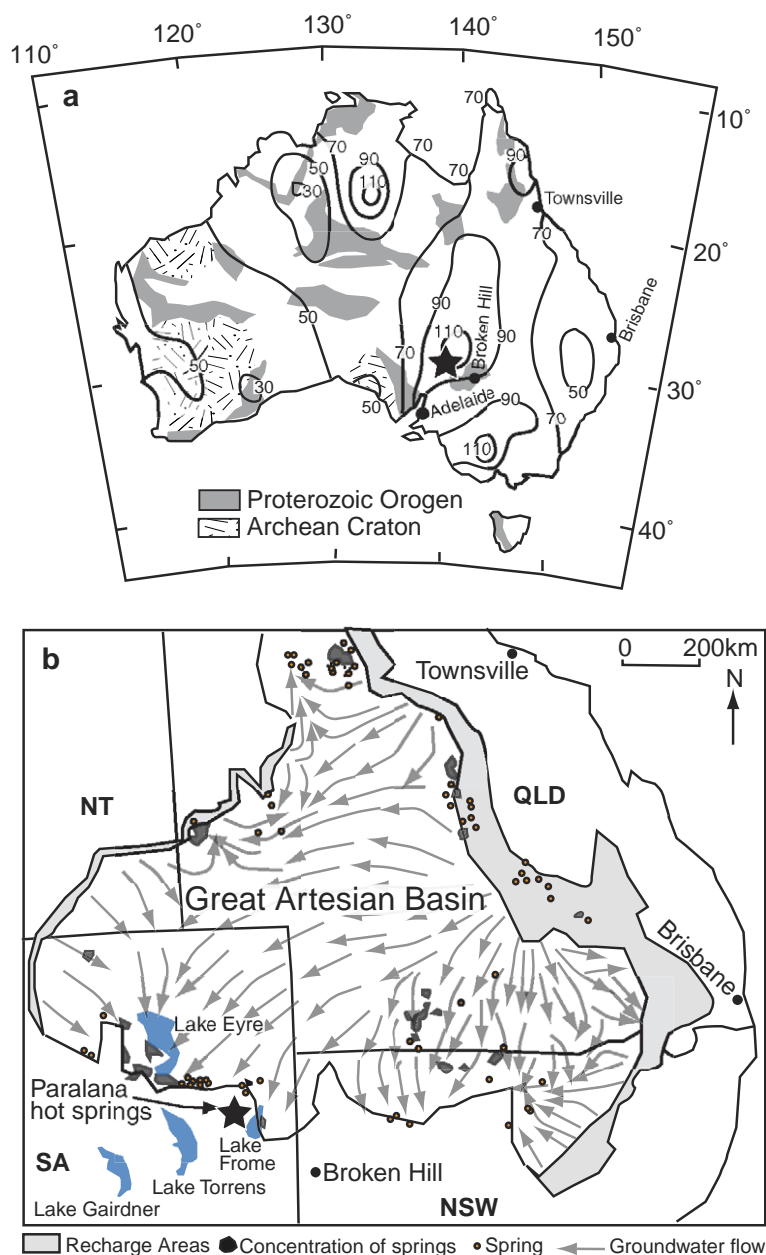 110˚ 120˚ 130˚ 140˚ 150˚
a
70
10˚
70
70
50
90
110
30
70
90
Townsville
70
20˚
90
50
110
Broken Hill
90
Brisbane
70
50
50
30
50
Adelaide
90
30˚
70
110
Proterozoic Orogen
Archean Craton
40˚
b
0 200km
Townsville
N
NT
QLD
Great Artesian Basin
Brisbane
Lake Eyre
Paralana
hot springs
Lake
Frome
SA
Lake Torrens
Broken Hill
Lake Gairdner
NSW
Recharge Areas Concentration of springs Spring Groundwater flow